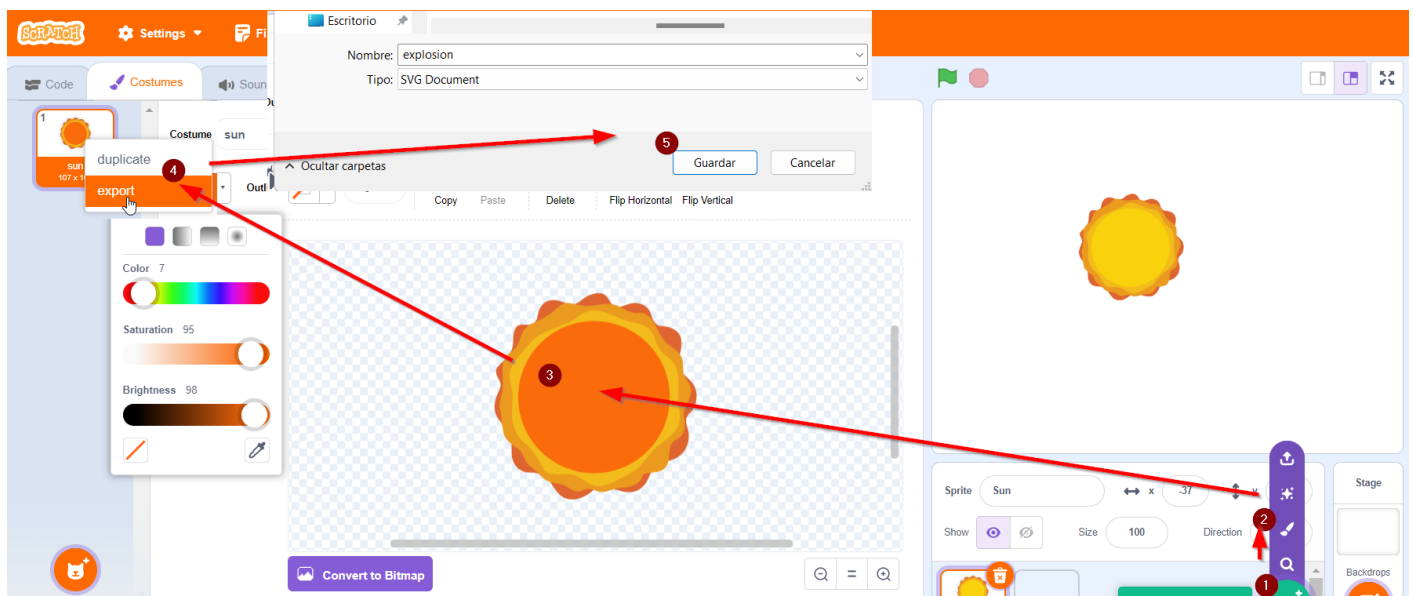 SCRATCH
Settings
Escritorio
Nombre: explosion
Tipo: SVG Document
Ocultar carpetas
5
Guardar
Cancelar
Code
Costumes
1
sun
duplicate
export
4
Costume
sun
Copy
Paste
Delete
Flip Horizontal
Flip Vertical
Color 7
Saturation 95
Brightness 98
3
Convert to Bitmap
Sprite
Sun
x
-37
Show
Size
100
Direction
2
1
Stage
Backdrops